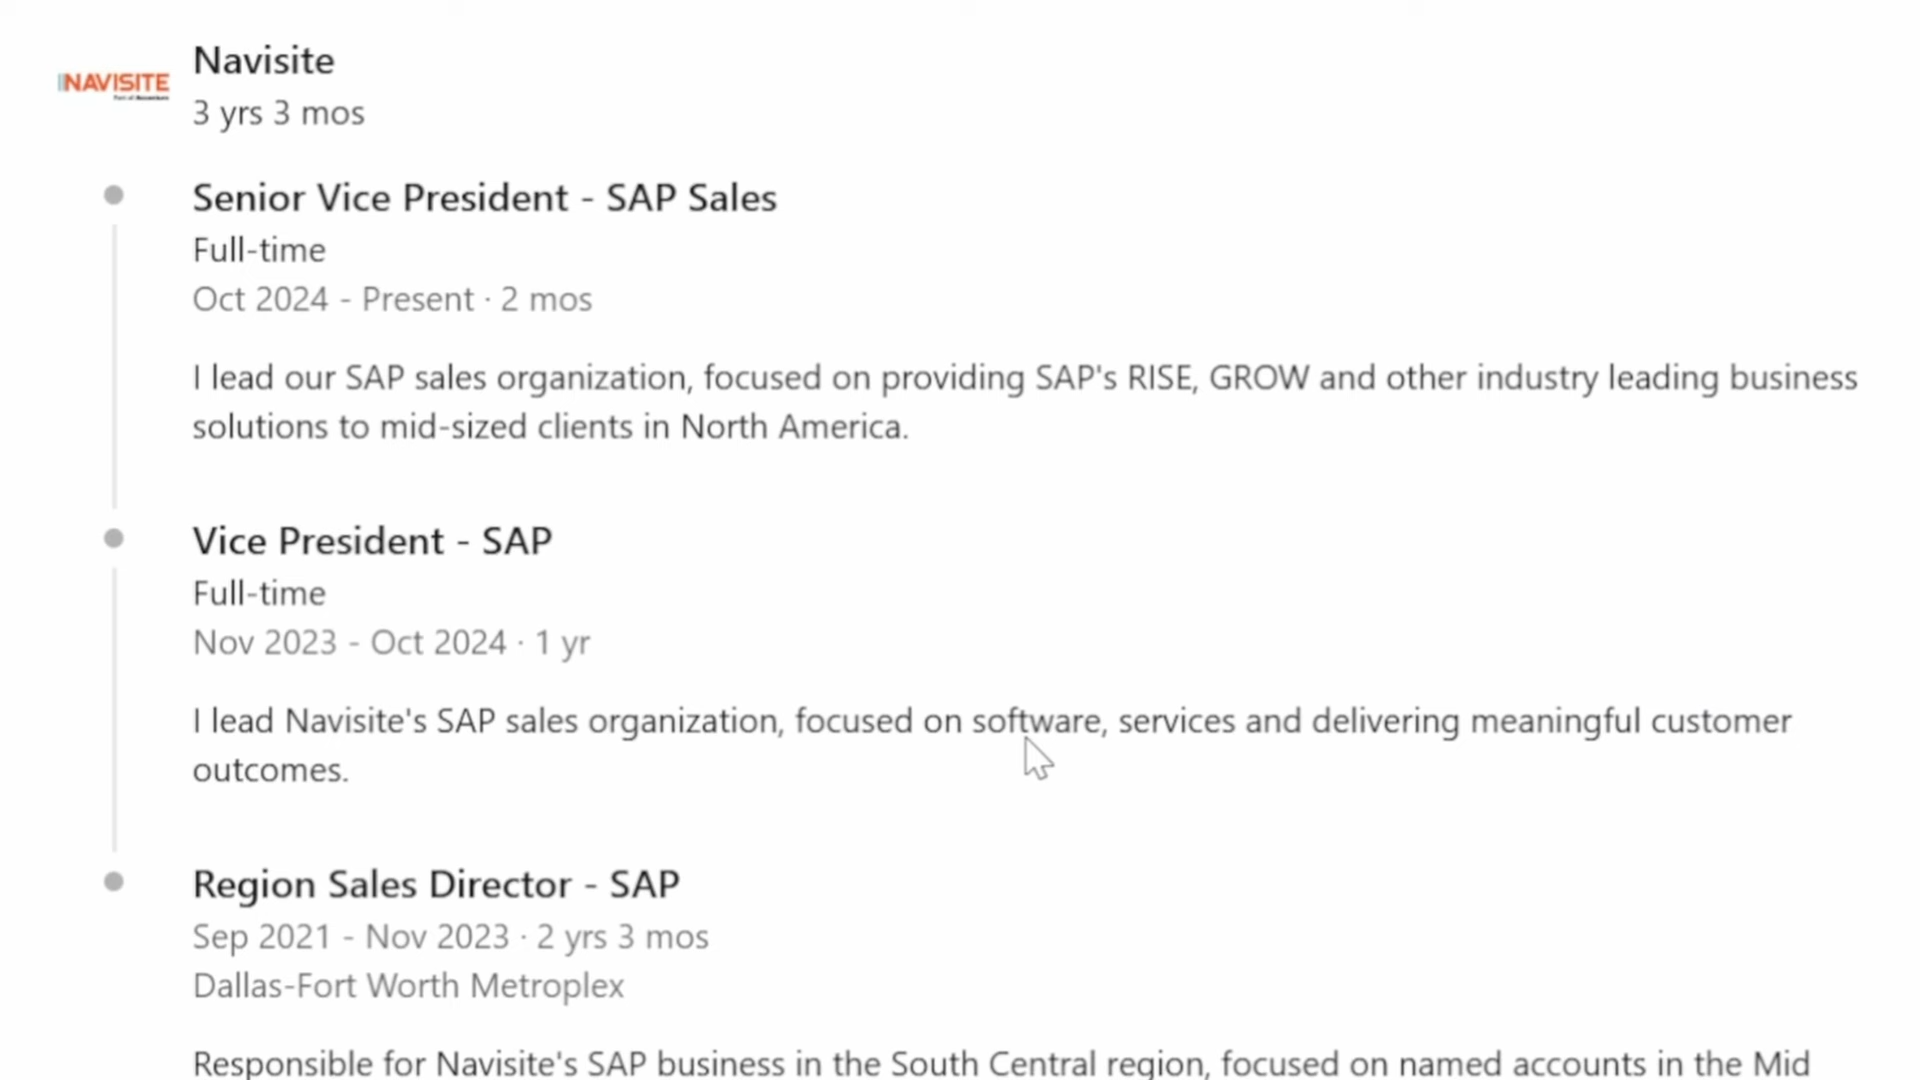 NAVISITE
Part of Accenture
Navisite
3 yrs 3 mos
Senior Vice President - SAP Sales
Full-time
Oct 2024 - Present · 2 mos
I lead our SAP sales organization, focused on providing SAP's RISE, GROW and other industry leading business
solutions to mid-sized clients in North America.
Vice President - SAP
Full-time
Nov 2023 - Oct 2024 · 1 yr
I lead Navisite's SAP sales organization, focused on software, services and delivering meaningful customer
outcomes.
Region Sales Director - SAP
Sep 2021 - Nov 2023 · 2 yrs 3 mos
Dallas-Fort Worth Metroplex
Responsible for Navisite's SAP business in the South Central region, focused on named accounts in the Mid